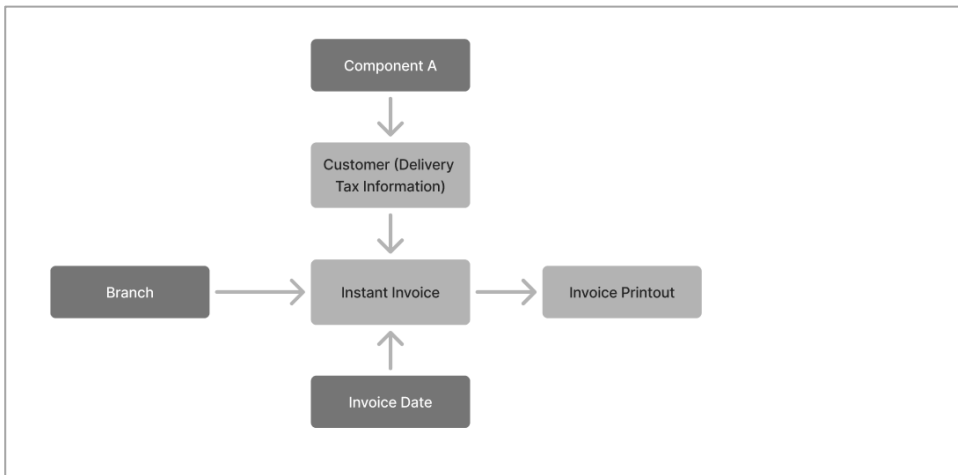 Component A
Customer (Delivery
Tax Information)
Branch
Instant Invoice
Invoice Printout
Invoice Date